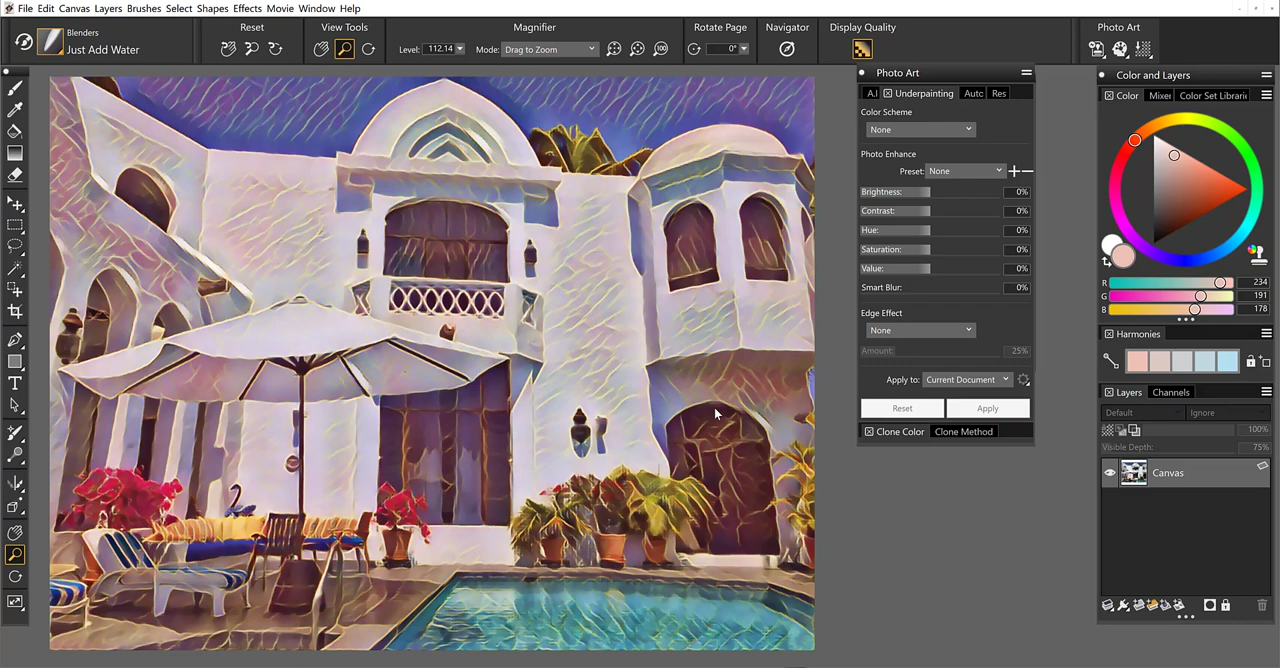 File Edit Canvas Layers Brushes Select Shapes Effects Movie Window Help
Blenders
Just Add Water
Reset
View Tools
Magnifier
Level: 112.14
Mode: Drag to Zoom
100
Rotate Page
0°
Navigator
Display Quality
Photo Art
Photo Art
A.I
Underpainting
Autc
Res
Color Scheme
None
Photo Enhance
Preset: None
Brightness: 0%
Contrast: 0%
Hue: 0%
Saturation: 0%
Value: 0%
Smart Blur: 0%
Edge Effect
None
Amount: 25%
Apply to: Current Document
Reset
Apply
Clone Color
Clone Method
Color and Layers
Color
Mixe
Color Set Librari
R 234
G 191
B 178
Harmonies
Layers
Channels
Default
Ignore
100%
Visible Depth: 75%
Canvas
T